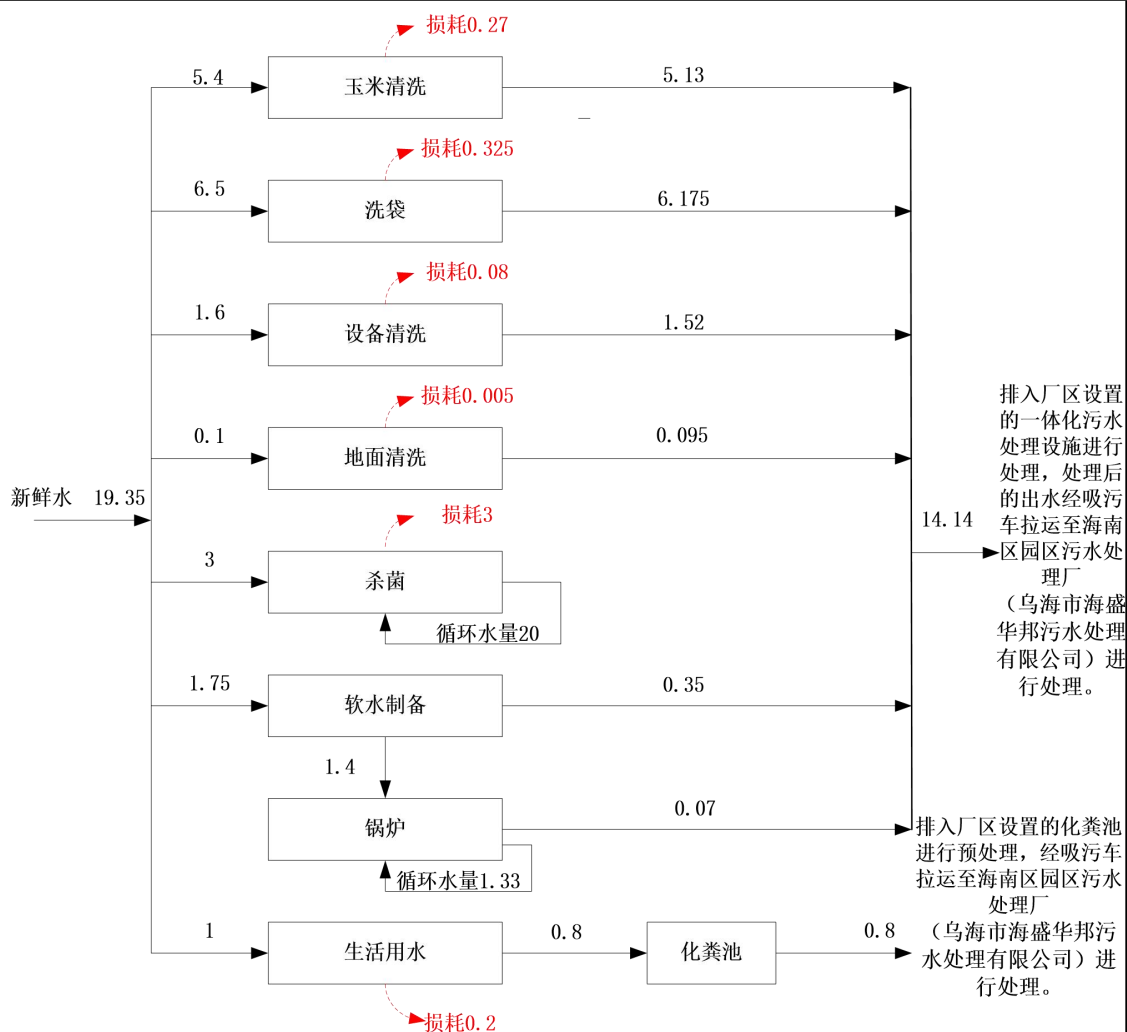 损耗0.27
5.4
玉米清洗
5.13
损耗0.325
6.5
洗袋
6.175
损耗0.08
1.6
设备清洗
1.52
损耗0.005
0.1
地面清洗
0.095
新鲜水 19.35
损耗3
3
杀菌
循环水量20
1.75
软水制备
0.35
1.4
锅炉
0.07
循环水量1.33
14.14
排入厂区设置
的一体化污水
处理设施进行
处理，处理后
的出水经吸污
车拉运至海南
区园区污水处
理厂
（乌海市海盛
华邦污水处理
有限公司）进
行处理。
1
生活用水
0.8
化粪池
0.8
损耗0.2
排入厂区设置的化粪池
进行预处理，经吸污车
拉运至海南区园区污水
处理厂
（乌海市海盛华邦污
水处理有限公司）进
行处理。